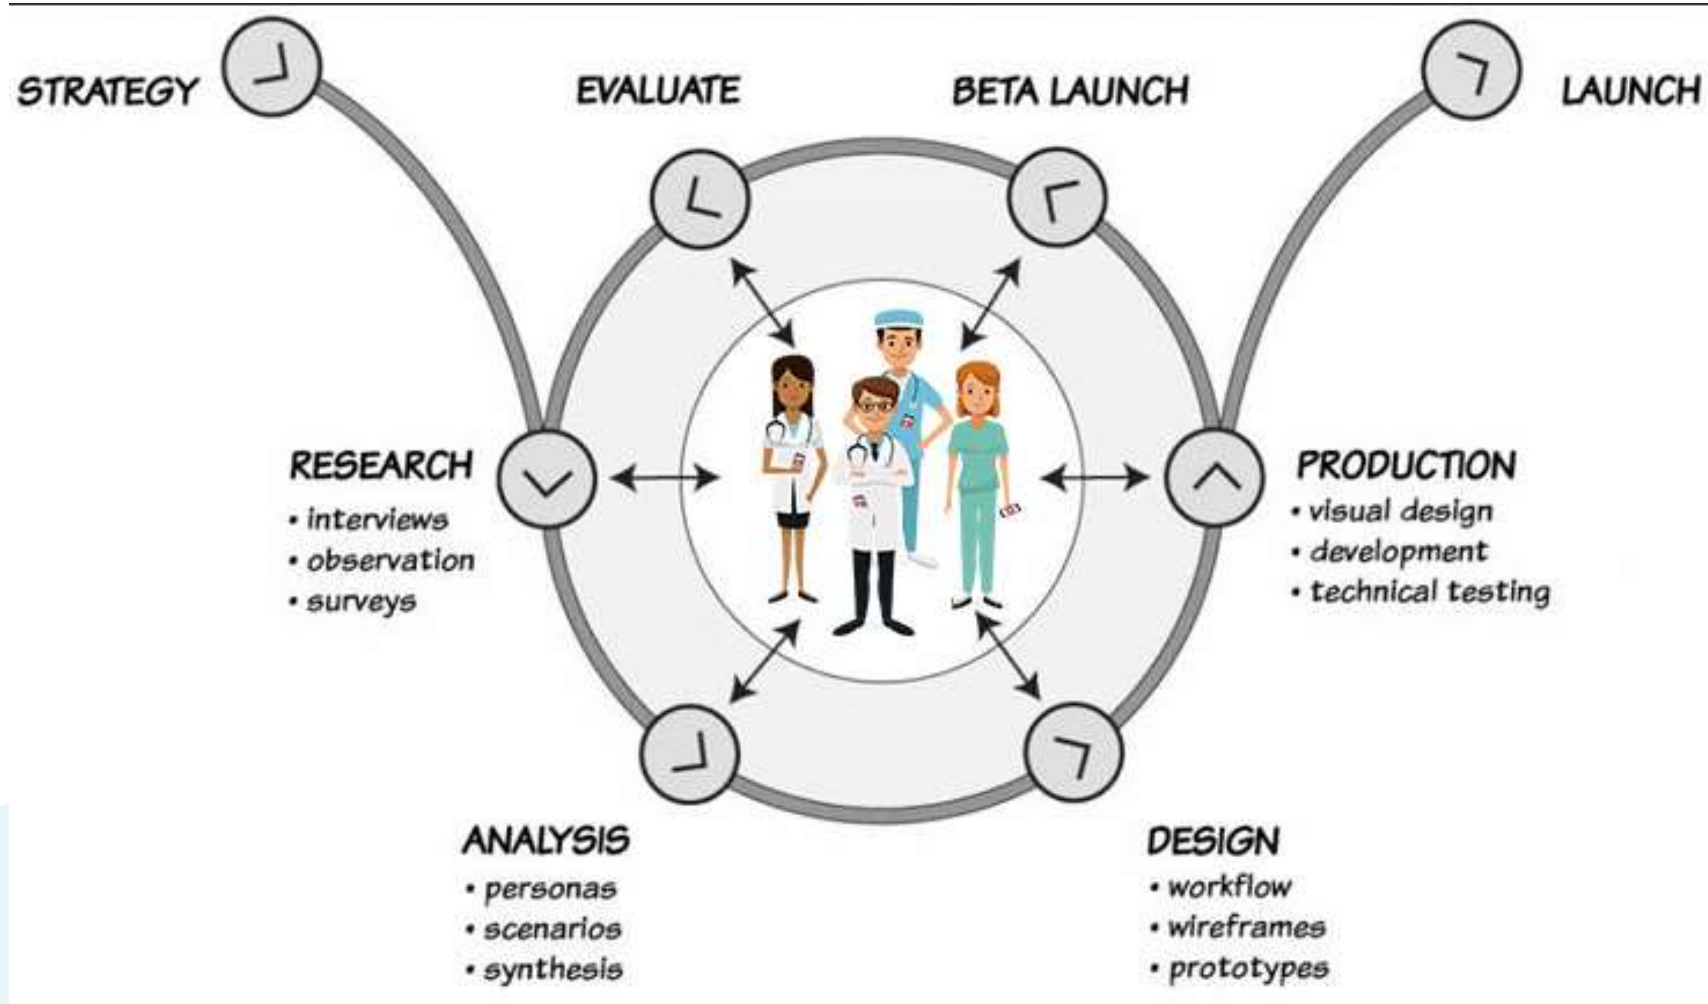 STRATEGY
EVALUATE
BETA LAUNCH
LAUNCH
RESEARCH
• interviews
• observation
• surveys
PRODUCTION
• visual design
• development
• technical testing
ANALYSIS
• personas
• scenarios
• synthesis
DESIGN
• workflow
• wireframes
• prototypes